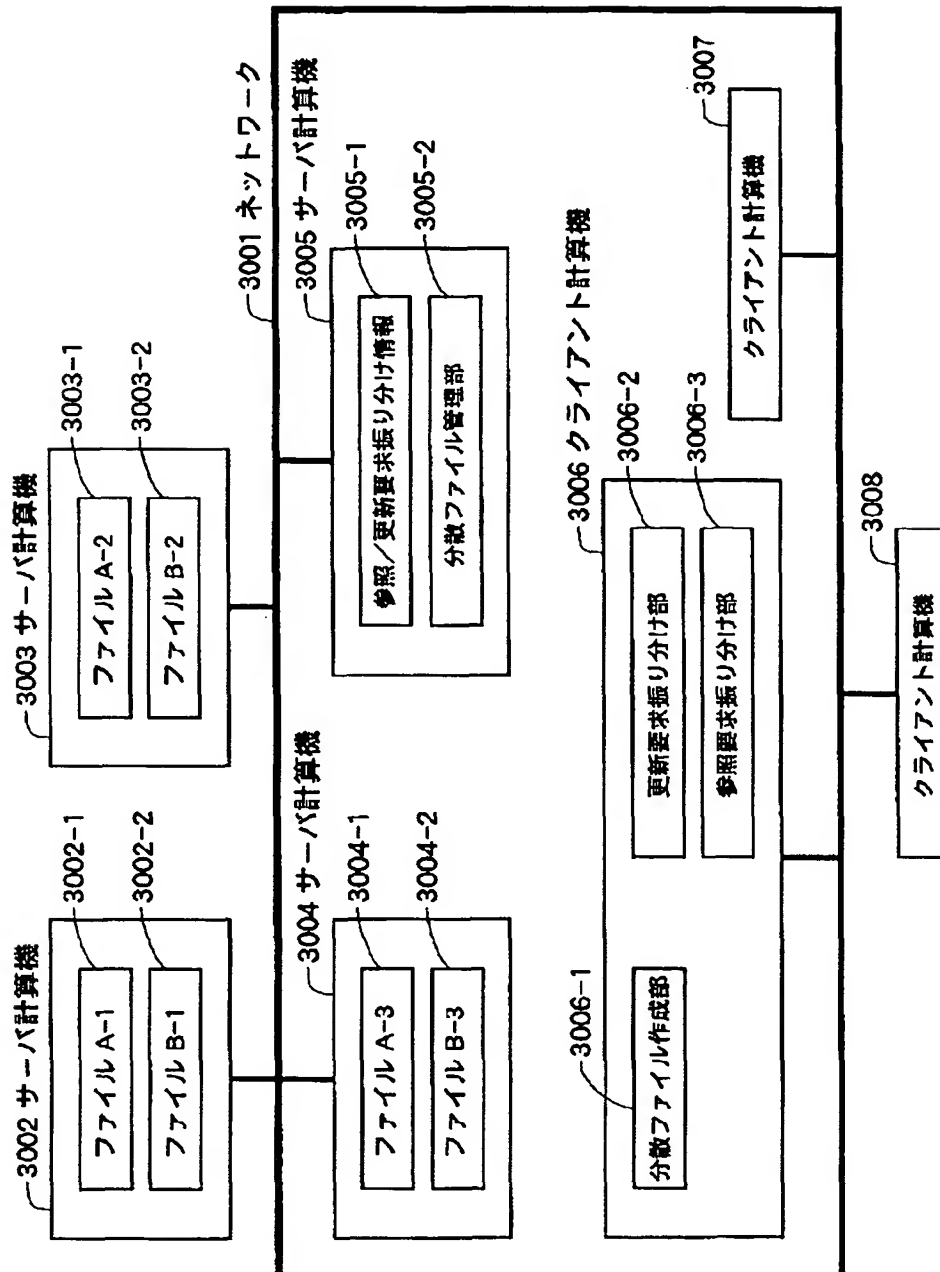 3002 サーバ計算機
3002-1
ファイル A-1
3002-2
ファイル B-1
3003 サーバ計算機
3003-1
ファイル A-2
3003-2
ファイル B-2
3001 ネットワーク
3004 サーバ計算機
3004-1
ファイル A-3
3004-2
ファイル B-3
3005 サーバ計算機
3005-1
参照／更新要求振り分け情報
3005-2
分散ファイル管理部
3006 クライアント計算機
3006-1
分散ファイル作成部
3006-2
更新要求振り分け部
3006-3
参照要求振り分け部
3007
クライアント計算機
3008
クライアント計算機